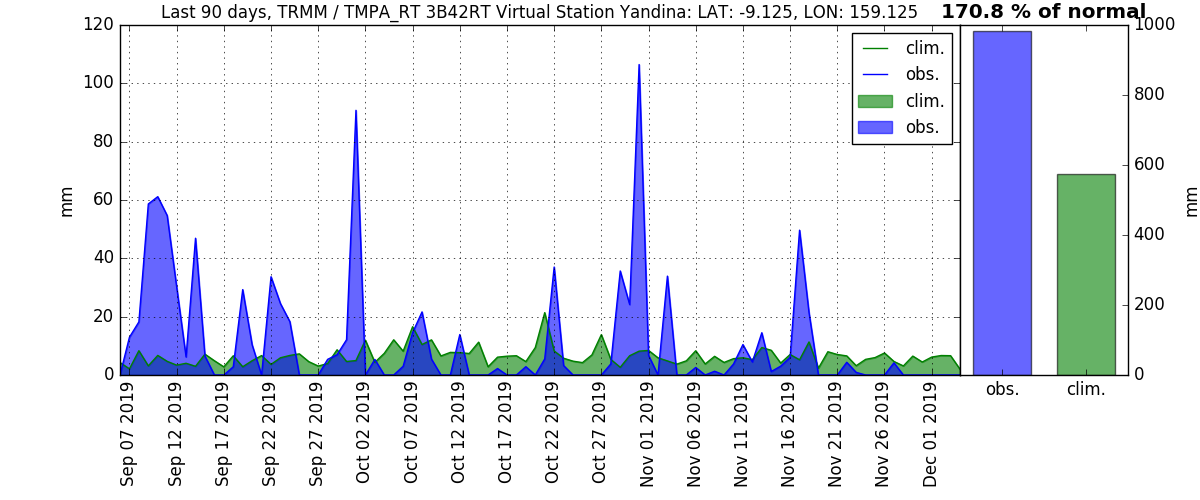 Last 90 days, TRMM / TMPA_RT 3B42RT Virtual Station Yandina: LAT: -9.125, LON: 159.125
170.8 % of normal
120
100
80
60
40
20
0
mm
clim.
obs.
clim.
obs.
Sep 07 2019
Sep 12 2019
Sep 17 2019
Sep 22 2019
Sep 27 2019
Oct 02 2019
Oct 07 2019
Oct 12 2019
Oct 17 2019
Oct 22 2019
Oct 27 2019
Nov 01 2019
Nov 06 2019
Nov 11 2019
Nov 16 2019
Nov 21 2019
Nov 26 2019
Dec 01 2019
1000
800
600
400
200
0
mm
obs.
clim.